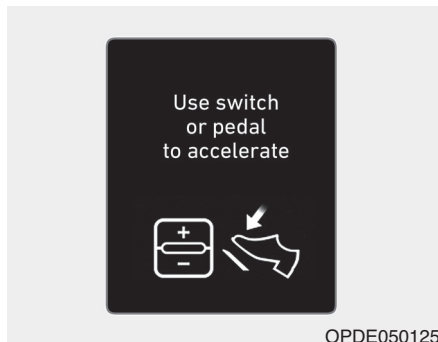 Use switch
or pedal
to accelerate
+
−
OPDE050125